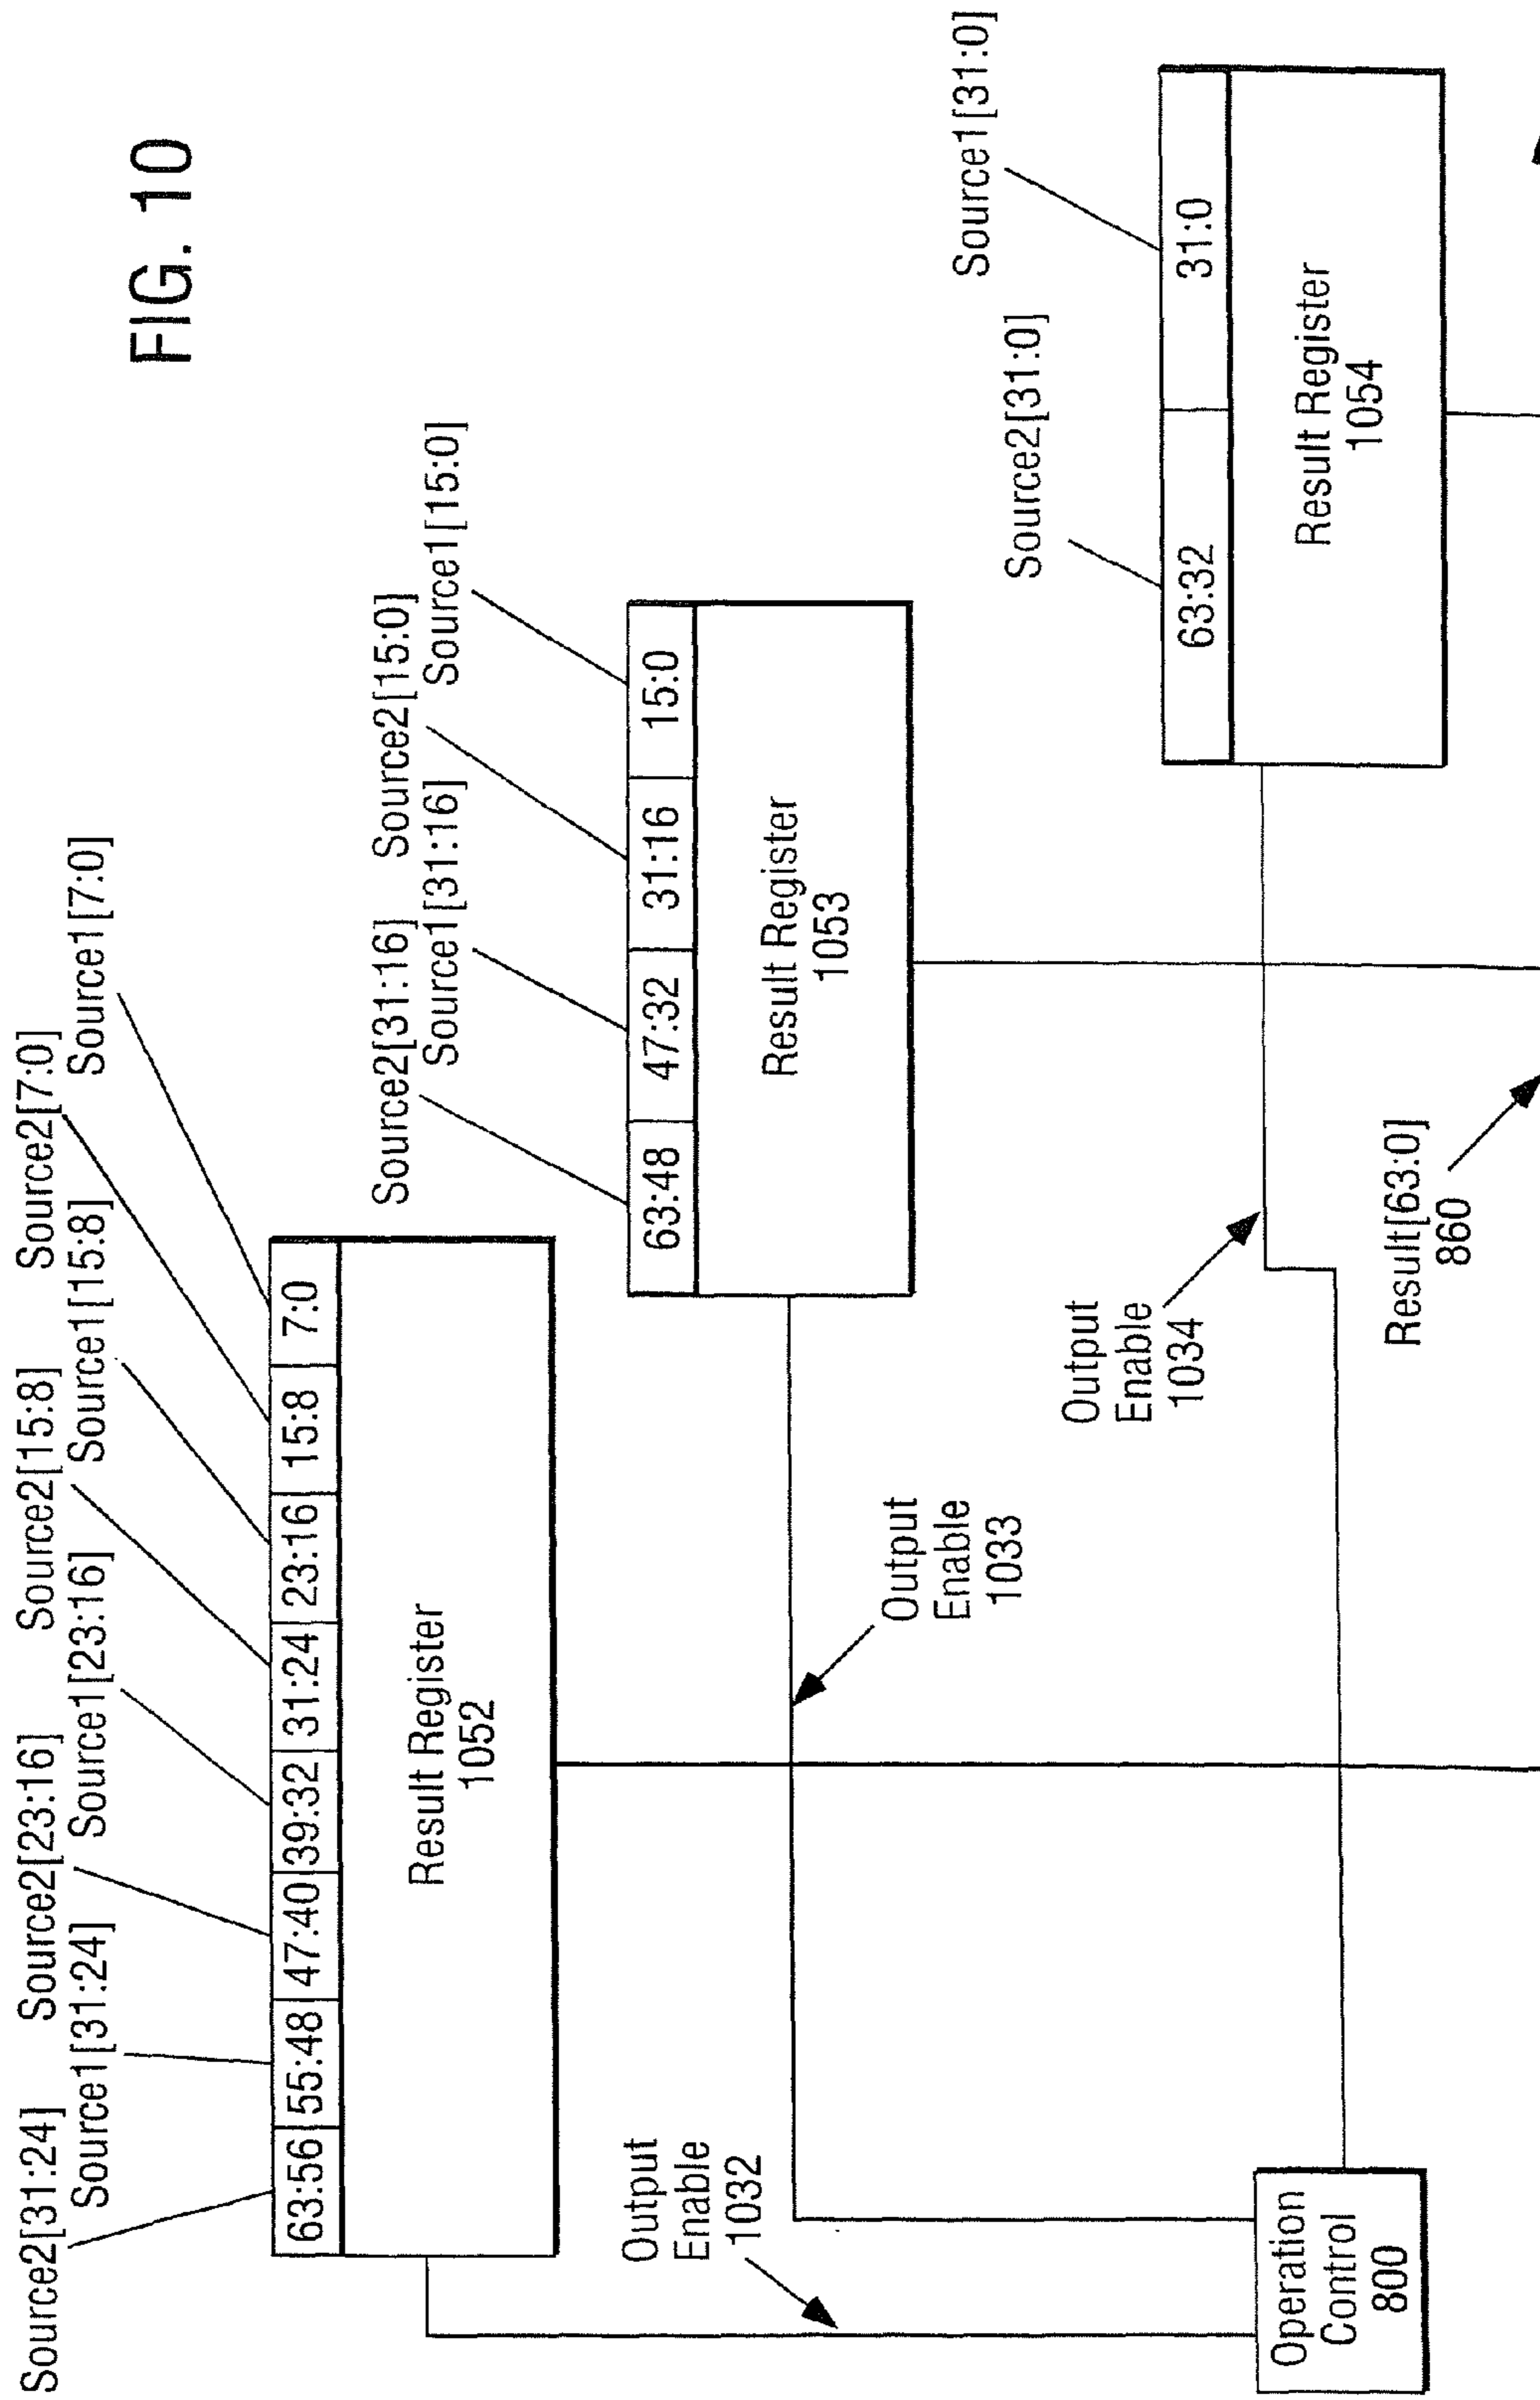 FIG. 10
Source2[31:24]
Source2[23:16]
Source2[15:8]
Source2[7:0]
Source1[31:24]
Source1[23:16]
Source1[15:8]
Source1[7:0]
63:56
55:48
47:40
39:32
31:24
23:16
15:8
7:0
Result Register
1052
Source2[31:16]
Source2[15:0]
Source1[31:16]
Source1[15:0]
63:48
47:32
31:16
15:0
Result Register
1053
Source1[31:0]
Source2[31:0]
63:32
31:0
Result Register
1054
Output
Enable
1032
Output
Enable
1033
Output
Enable
1034
Operation
Control
800
Result[63:0]
860